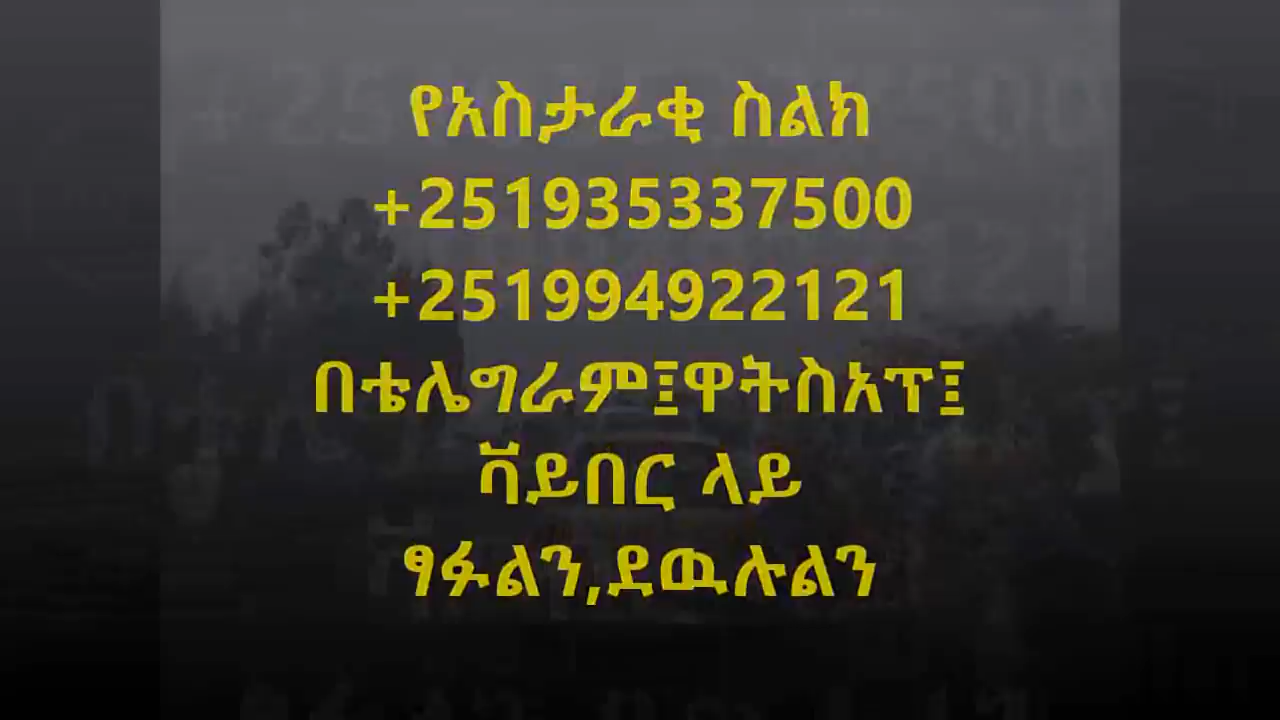 የአስታራቂ ስልክ
+251935337500
+251994922121
በቴሌግራም፤ዋትስአፕ፤
ቫይበር ላይ
ፃፉልን,ደዉሉልን